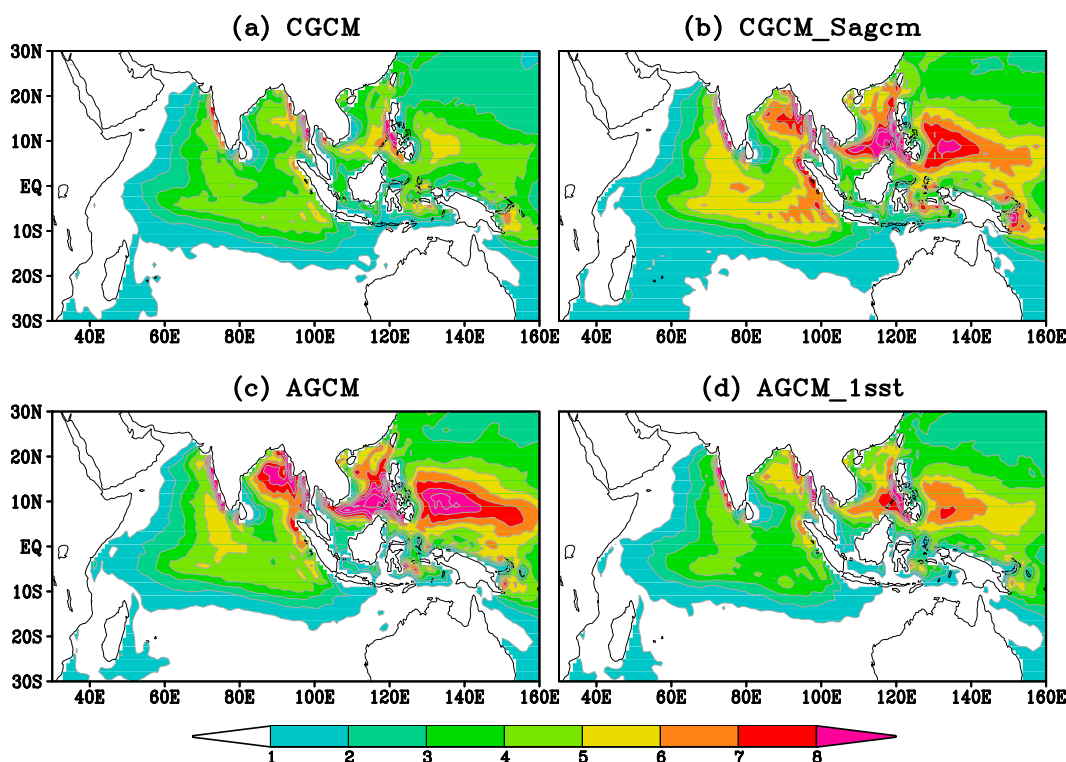 (a) CGCM (b) CGCM_Sagcm
30N
20N
10N
EQ
10S
20S
30S
40E 60E 80E 100E 120E 140E 160E 40E 60E 80E 100E 120E 140E 160E
(c) AGCM (d) AGCM_1sst
30N
20N
10N
EQ
10S
20S
30S
40E 60E 80E 100E 120E 140E 160E 40E 60E 80E 100E 120E 140E 160E
1 2 3 4 5 6 7 8